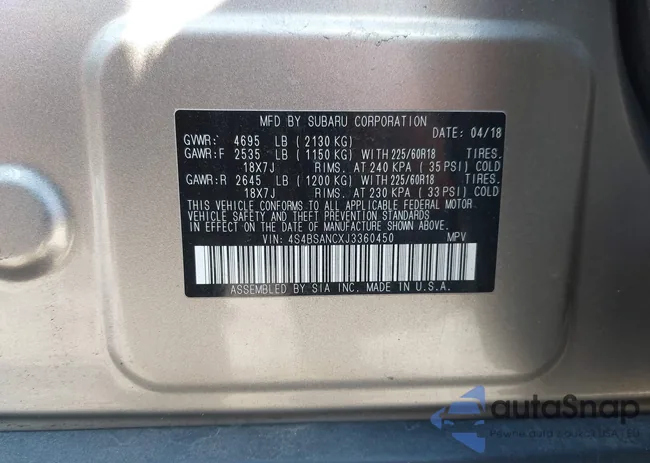 MFD BY SUBARU CORPORATION
DATE: 04/18
GVWR: 4695 LB (2130 KG)
GAWR:F 2535 LB (1150 KG) WITH 225/60R18 TIRES.
18X7J RIMS. AT 240 KPA (35 PSI) COLD
GAWR:R 2645 LB (1200 KG) WITH 225/60R18 TIRES.
18X7J RIMS. AT 230 KPA (33 PSI) COLD
THIS VEHICLE CONFORMS TO ALL APPLICABLE FEDERAL MOTOR
VEHICLE SAFETY AND THEFT PREVENTION STANDARDS
IN EFFECT ON THE DATE OF MANUFACTURE SHOWN ABOVE.
VIN: 4S4BSANCXJ3360450 MPV
ASSEMBLED BY SIA INC. MADE IN U.S.A.
autoSnap